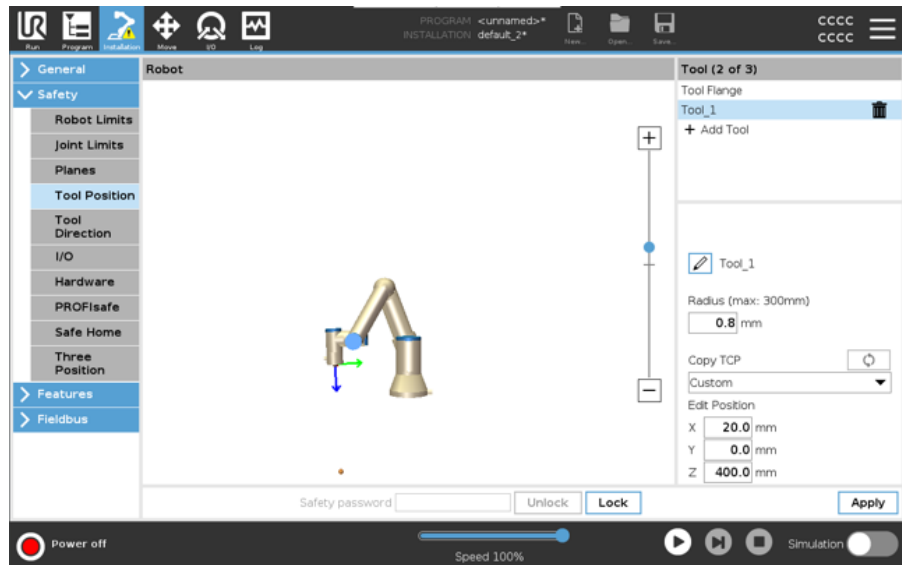 UR
Run
Program
Installation
Move
I/O
Log
PROGRAM <unnamed>*
INSTALLATION default_2*
New...
Open...
Save...
cccc
cccc
General
Safety
Robot Limits
Joint Limits
Planes
Tool Position
Tool
Direction
I/O
Hardware
PROFIsafe
Safe Home
Three
Position
Features
Fieldbus
Robot
Tool (2 of 3)
Tool Flange
Tool_1
+ Add Tool
Tool_1
Radius (max: 300mm)
0.8 mm
Copy TCP
Custom
Edit Position
X 20.0 mm
Y 0.0 mm
Z 400.0 mm
Safety password
Unlock
Lock
Apply
Power off
Speed 100%
Simulation